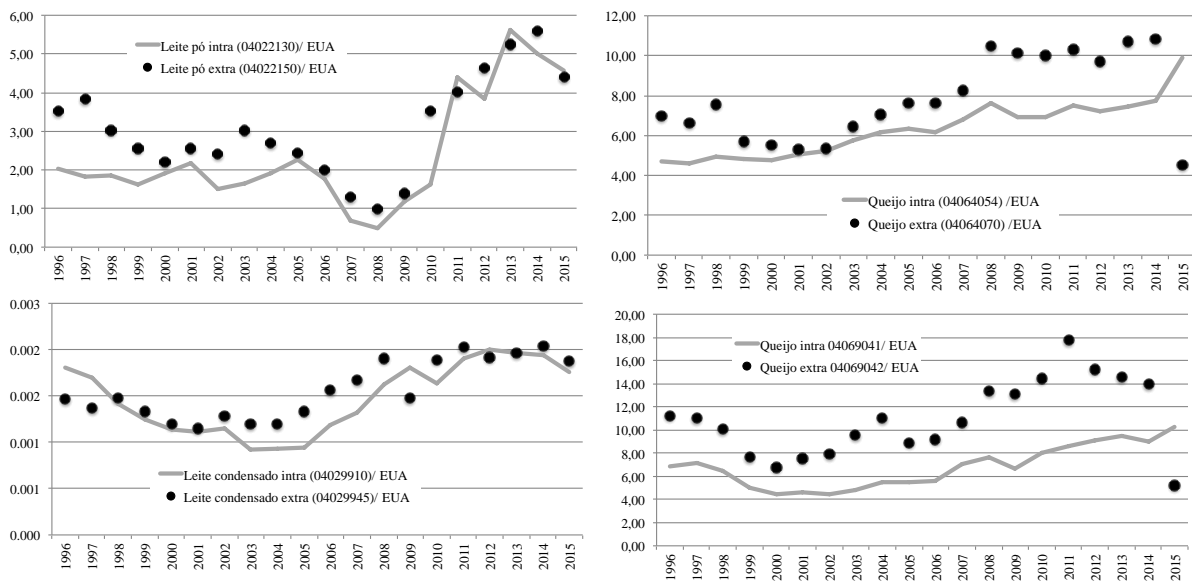 6,00
5,00
4,00
3,00
2,00
1,00
0,00
Leite pó intra (04022130)/ EUA
Leite pó extra (04022150)/ EUA
1996 1997 1998 1999 2000 2001 2002 2003 2004 2005 2006 2007 2008 2009 2010 2011 2012 2013 2014 2015
12,00
10,00
8,00
6,00
4,00
2,00
0,00
Queijo intra (04064054) /EUA
Queijo extra (04064070) /EUA
1996 1997 1998 1999 2000 2001 2002 2003 2004 2005 2006 2007 2008 2009 2010 2011 2012 2013 2014 2015
0.003
0.002
0.002
0.001
0.001
0.000
Leite condensado intra (04029910)/ EUA
Leite condensado extra (04029945)/ EUA
1996 1997 1998 1999 2000 2001 2002 2003 2004 2005 2006 2007 2008 2009 2010 2011 2012 2013 2014 2015
20,00
18,00
16,00
14,00
12,00
10,00
8,00
6,00
4,00
2,00
0,00
Queijo intra 04069041/ EUA
Queijo extra 04069042/ EUA
1996 1997 1998 1999 2000 2001 2002 2003 2004 2005 2006 2007 2008 2009 2010 2011 2012 2013 2014 2015